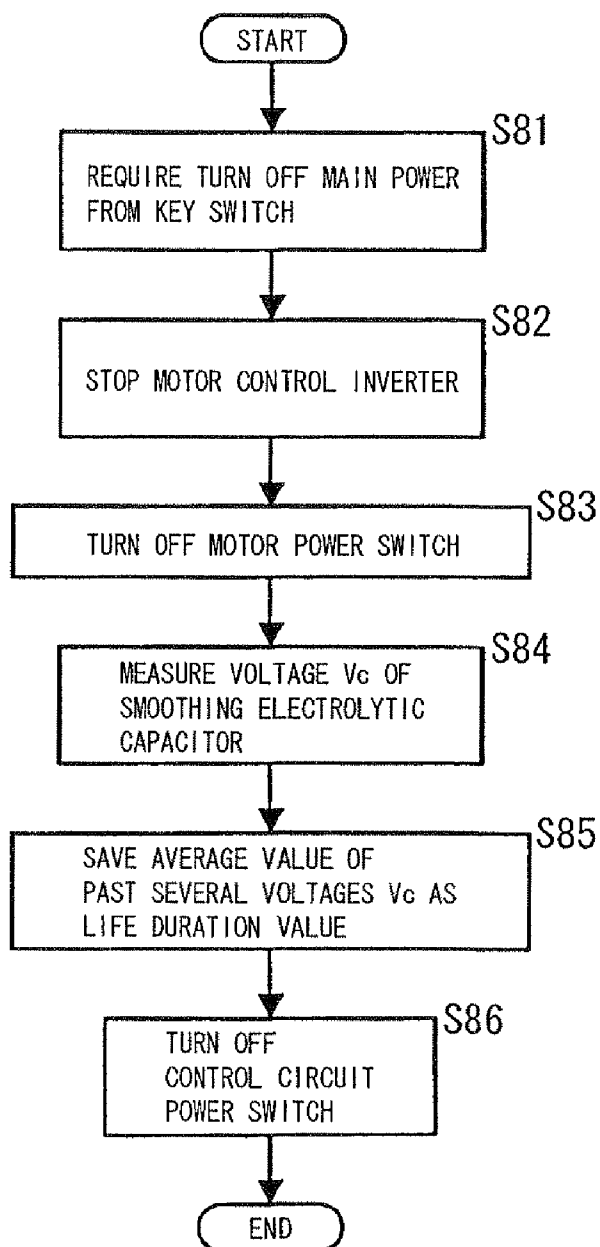 START
S81
REQUIRE TURN OFF MAIN POWER
FROM KEY SWITCH
S82
STOP MOTOR CONTROL INVERTER
S83
TURN OFF MOTOR POWER SWITCH
S84
MEASURE VOLTAGE Vc OF
SMOOTHING ELECTROLYTIC
CAPACITOR
S85
SAVE AVERAGE VALUE OF
PAST SEVERAL VOLTAGES Vc AS
LIFE DURATION VALUE
S86
TURN OFF
CONTROL CIRCUIT
POWER SWITCH
END